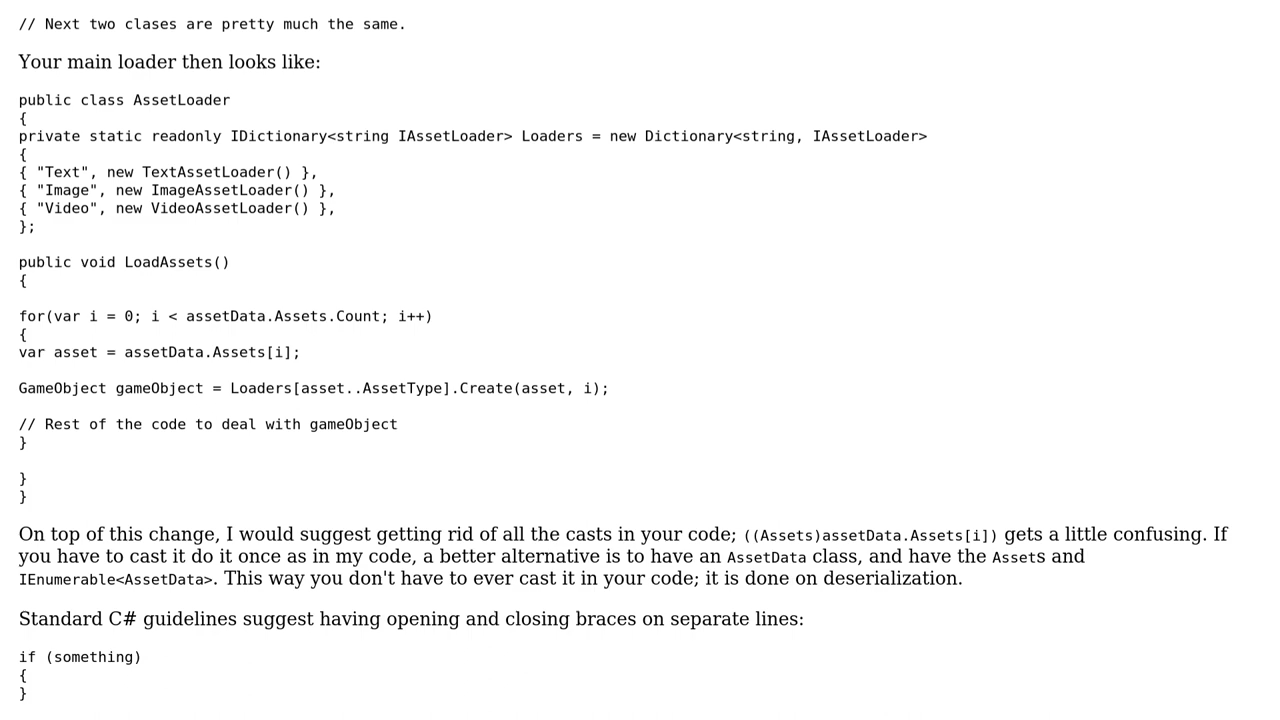 // Next two clases are pretty much the same.
Your main loader then looks like:
public class AssetLoader
{
private static readonly IDictionary<string IAssetLoader> Loaders = new Dictionary<string, IAssetLoader>
{
{ "Text", new TextAssetLoader() },
{ "Image", new ImageAssetLoader() },
{ "Video", new VideoAssetLoader() },
};
public void LoadAssets()
{
for(var i = 0; i < assetData.Assets.Count; i++)
{
var asset = assetData.Assets[i];
GameObject gameObject = Loaders[asset..AssetType].Create(asset, i);
// Rest of the code to deal with gameObject
}
}
}
On top of this change, I would suggest getting rid of all the casts in your code; ((Assets)assetData.Assets[i]) gets a little confusing. If
you have to cast it do it once as in my code, a better alternative is to have an AssetData class, and have the Assets and
IEnumerable<AssetData>. This way you don't have to ever cast it in your code; it is done on deserialization.
Standard C# guidelines suggest having opening and closing braces on separate lines:
if (something)
{
}